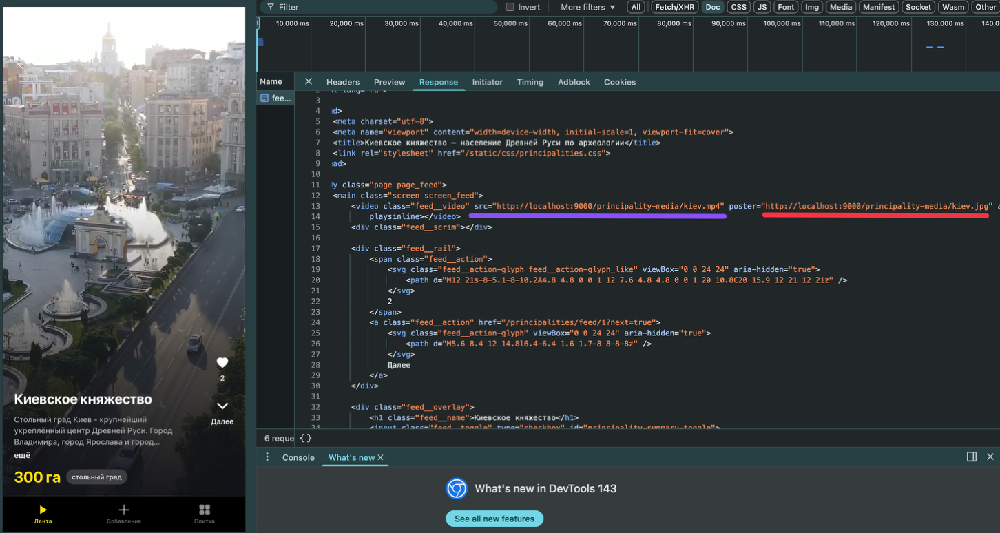 Киевское княжество
Стольный град Киев - крупнейший
укреплённый центр Древней Руси. Город
Владимира, город Ярослава и город...
ещё
300 га
стольный град
2
Далее
Лента
Добавление
Плитка
Filter
Invert
More filters
All
Fetch/XHR
Doc
CSS
JS
Font
Img
Media
Manifest
Socket
Wasm
Other
10,000 ms
20,000 ms
30,000 ms
40,000 ms
50,000 ms
60,000 ms
70,000 ms
80,000 ms
90,000 ms
100,000 ms
110,000 ms
120,000 ms
130,000 ms
140,0
Name
Headers
Preview
Response
Initiator
Timing
Adblock
Cookies
fee...
2
3
4 ad>
5 <meta charset="utf-8">
6 <meta name="viewport" content="width=device-width, initial-scale=1, viewport-fit=cover">
7 <title>Киевское княжество — население Древней Руси по археологии</title>
8 <link rel="stylesheet" href="/static/css/principalities.css">
9 ead>
10
11 ly class="page page_feed">
12 <main class="screen screen_feed">
13 <video class="feed__video" src="http://localhost:9000/principality-media/kiev.mp4" poster="http://localhost:9000/principality-media/kiev.jpg" a
14 playsinline></video>
15 <div class="feed__scrim"></div>
16
17 <div class="feed__rail">
18 <span class="feed__action">
19 <svg class="feed__action-glyph feed__action-glyph_like" viewBox="0 0 24 24" aria-hidden="true">
20 <path d="M12 21s-8-5.1-8-10.2A4.8 4.8 0 0 1 12 7.6 4.8 4.8 0 0 1 20 10.8C20 15.9 12 21 12 21z" />
21 </svg>
22 2
23 </span>
24 <a class="feed__action" href="/principalities/feed/1?next=true">
25 <svg class="feed__action-glyph" viewBox="0 0 24 24" aria-hidden="true">
26 <path d="M5.6 8.4 12 14.8l6.4-6.4 1.6 1.7-8 8-8-8z" />
27 </svg>
28 Далее
29 </a>
30 </div>
31
32 <div class="feed__overlay">
33 <h1 class="feed__name">Киевское княжество</h1>
34 <input class="feed__toggle" type="checkbox" id="principality-summary-toggle">
6 reque
{}
Console
What's new
What's new in DevTools 143
See all new features